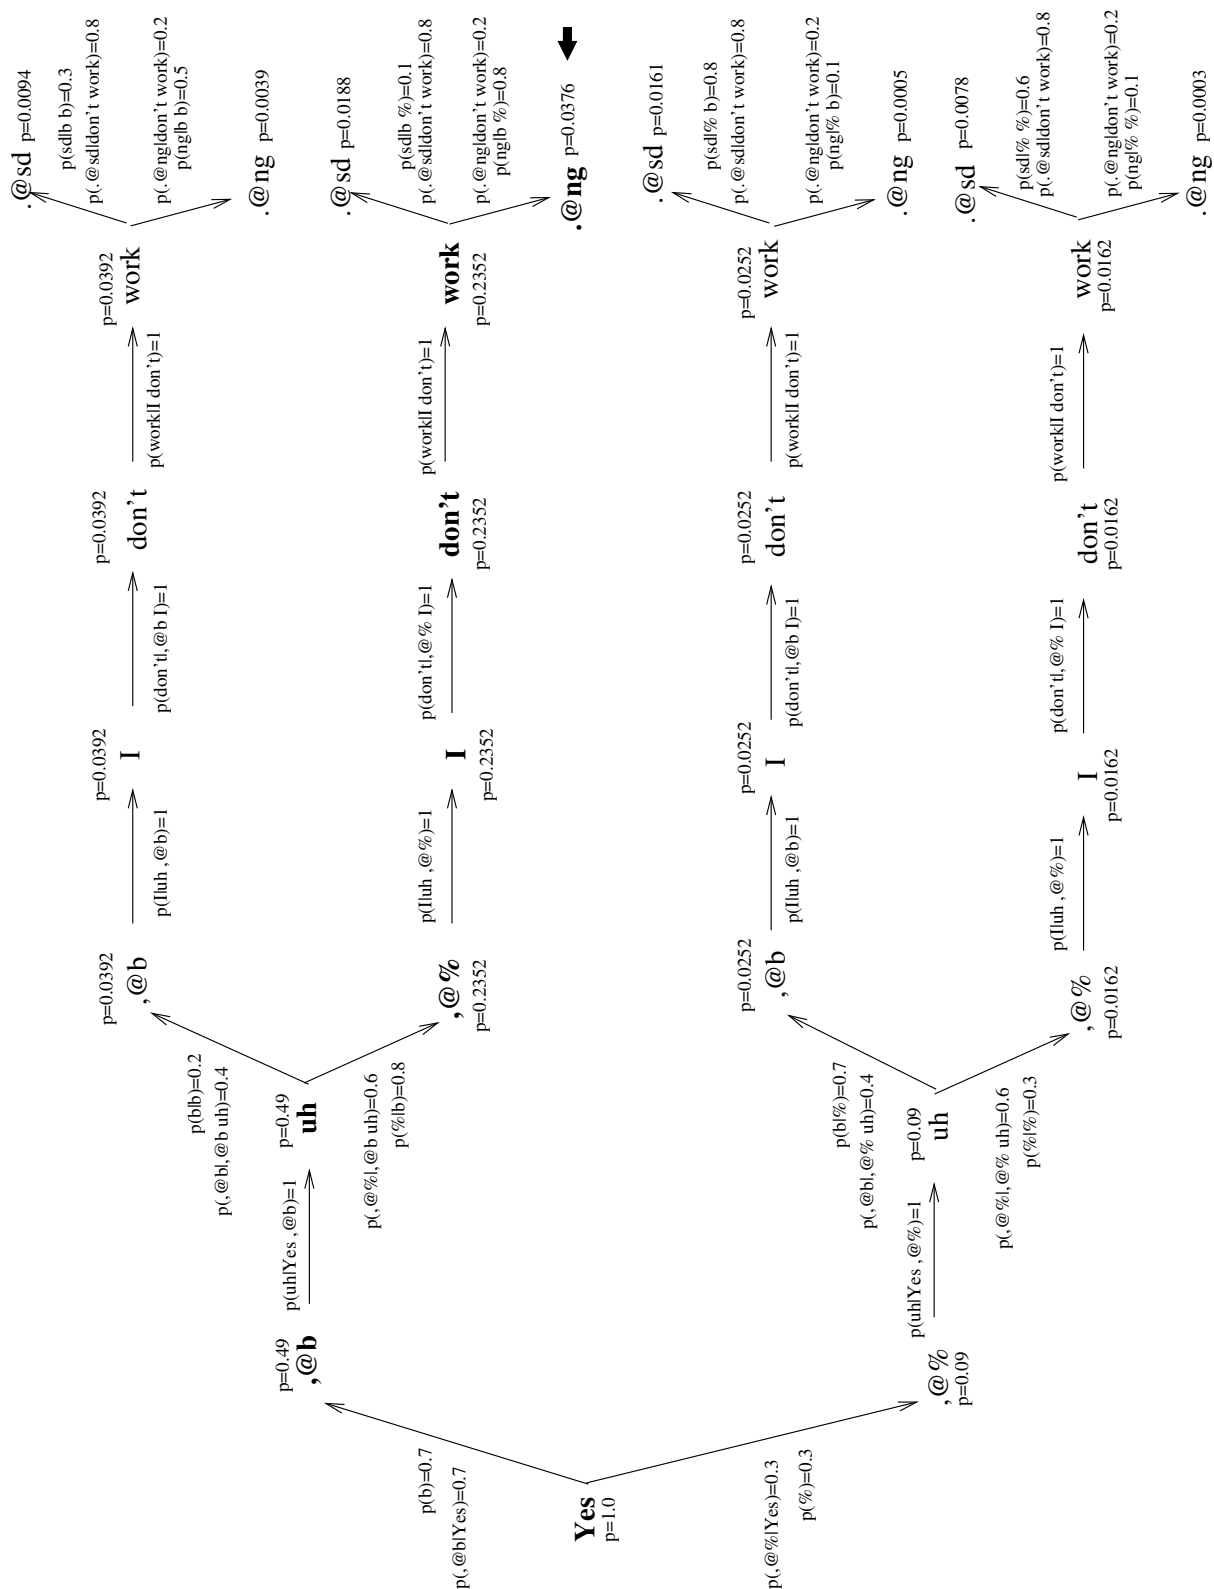 Yes
p=1.0
p(b)=0.7
p(,@b|Yes)=0.7
p(,@%|Yes)=0.3
p(%)=0.3
p=0.49
,@b
p(uh|Yes ,@b)=1
p=0.49
uh
p(b|b)=0.2
p(,@b|,@b uh)=0.4
p(,@%|,@b uh)=0.6
p(%|b)=0.8
p=0.0392
,@b
p(I|uh ,@b)=1
p=0.0392
I
p(don't|,@b I)=1
p=0.0392
don't
p(work|I don't)=1
p=0.0392
work
.@sd p=0.0094
p(sd|b b)=0.3
p(.@sd|don't work)=0.8
p(.@ng|don't work)=0.2
p(ng|b b)=0.5
.@ng p=0.0039
,@%
p=0.2352
p(I|uh ,@%)=1
I
p=0.2352
p(don't|,@% I)=1
don't
p=0.2352
p(work|I don't)=1
work
p=0.2352
.@sd p=0.0188
p(sd|b %)=0.1
p(.@sd|don't work)=0.8
p(.@ng|don't work)=0.2
p(ng|b %)=0.8
.@ng p=0.0376
,@%
p=0.09
p(uh|Yes ,@%)=1
p=0.09
uh
p(b|%)=0.7
p(,@b|,@% uh)=0.4
p(,@%|,@% uh)=0.6
p(%|%)=0.3
p=0.0252
,@b
p(I|uh ,@b)=1
p=0.0252
I
p(don't|,@b I)=1
p=0.0252
don't
p(work|I don't)=1
p=0.0252
work
.@sd p=0.0161
p(sd|% b)=0.8
p(.@sd|don't work)=0.8
p(.@ng|don't work)=0.2
p(ng|% b)=0.1
.@ng p=0.0005
,@%
p=0.0162
p(I|uh ,@%)=1
I
p=0.0162
p(don't|,@% I)=1
don't
p=0.0162
p(work|I don't)=1
work
p=0.0162
.@sd p=0.0078
p(sd|% %)=0.6
p(.@sd|don't work)=0.8
p(.@ng|don't work)=0.2
p(ng|% %)=0.1
.@ng p=0.0003